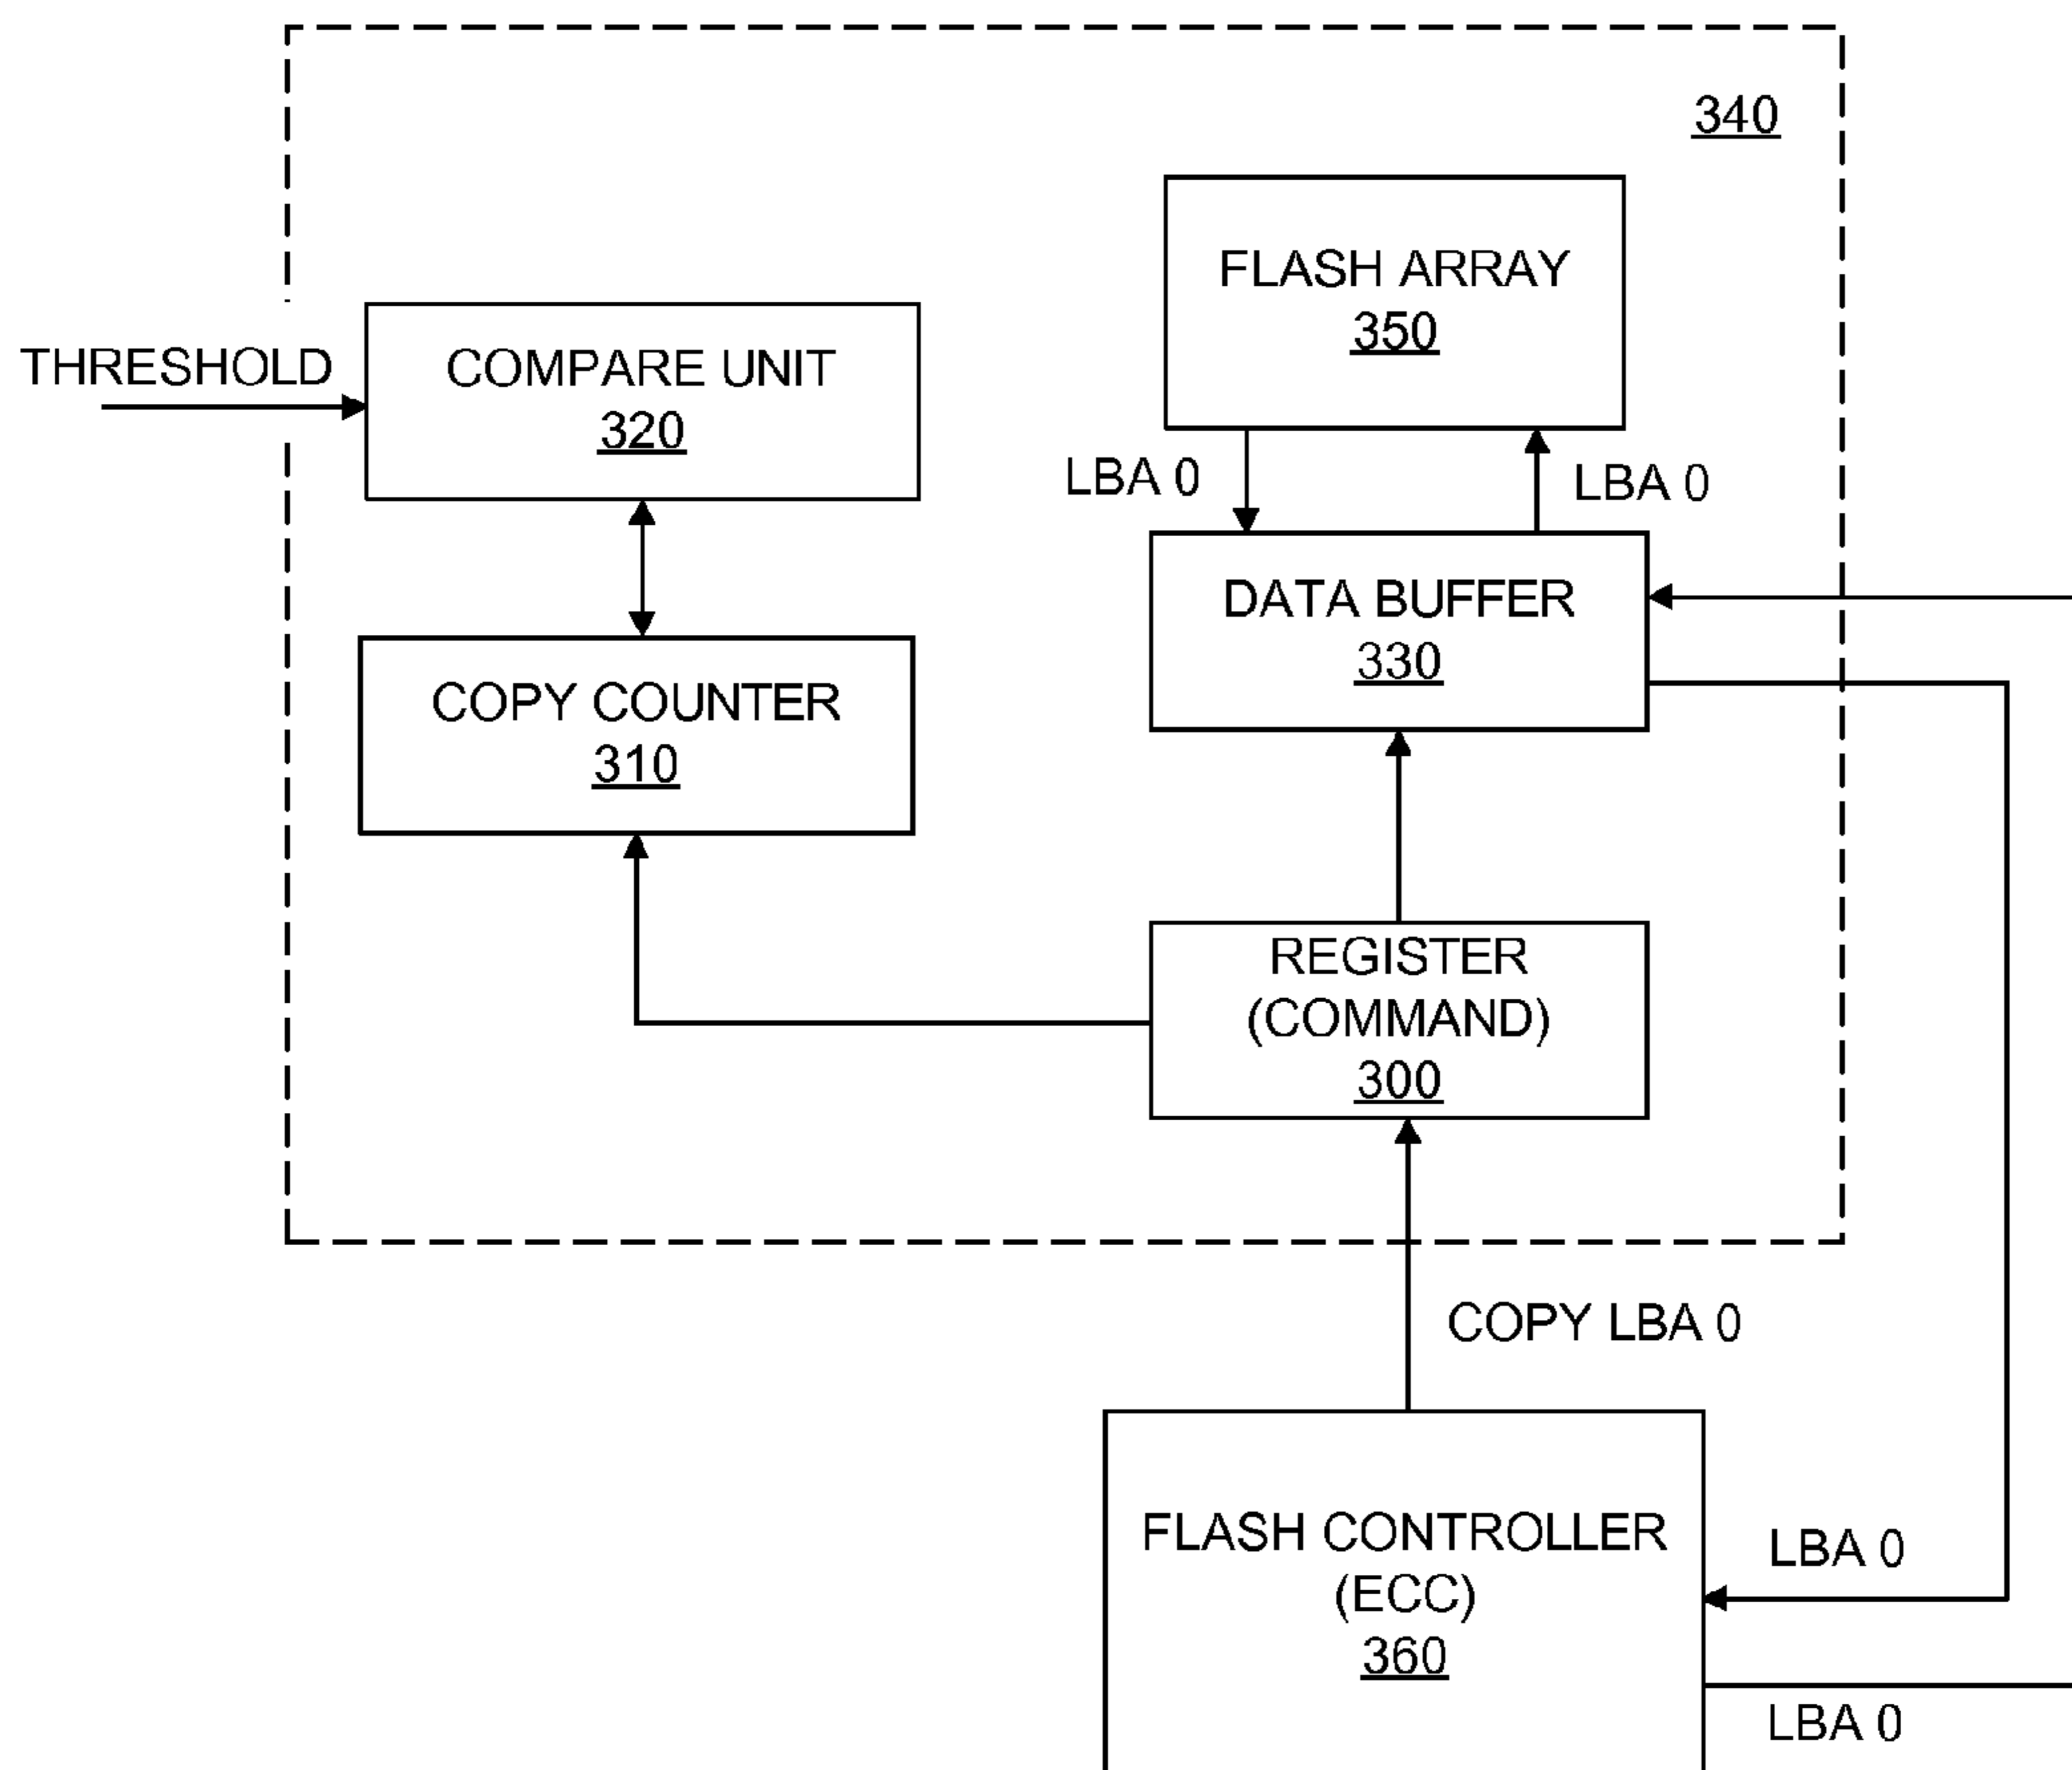 340
FLASH ARRAY
350
THRESHOLD
COMPARE UNIT
320
LBA 0
LBA 0
DATA BUFFER
330
COPY COUNTER
310
REGISTER
(COMMAND)
300
COPY LBA 0
FLASH CONTROLLER
(ECC)
360
LBA 0
LBA 0